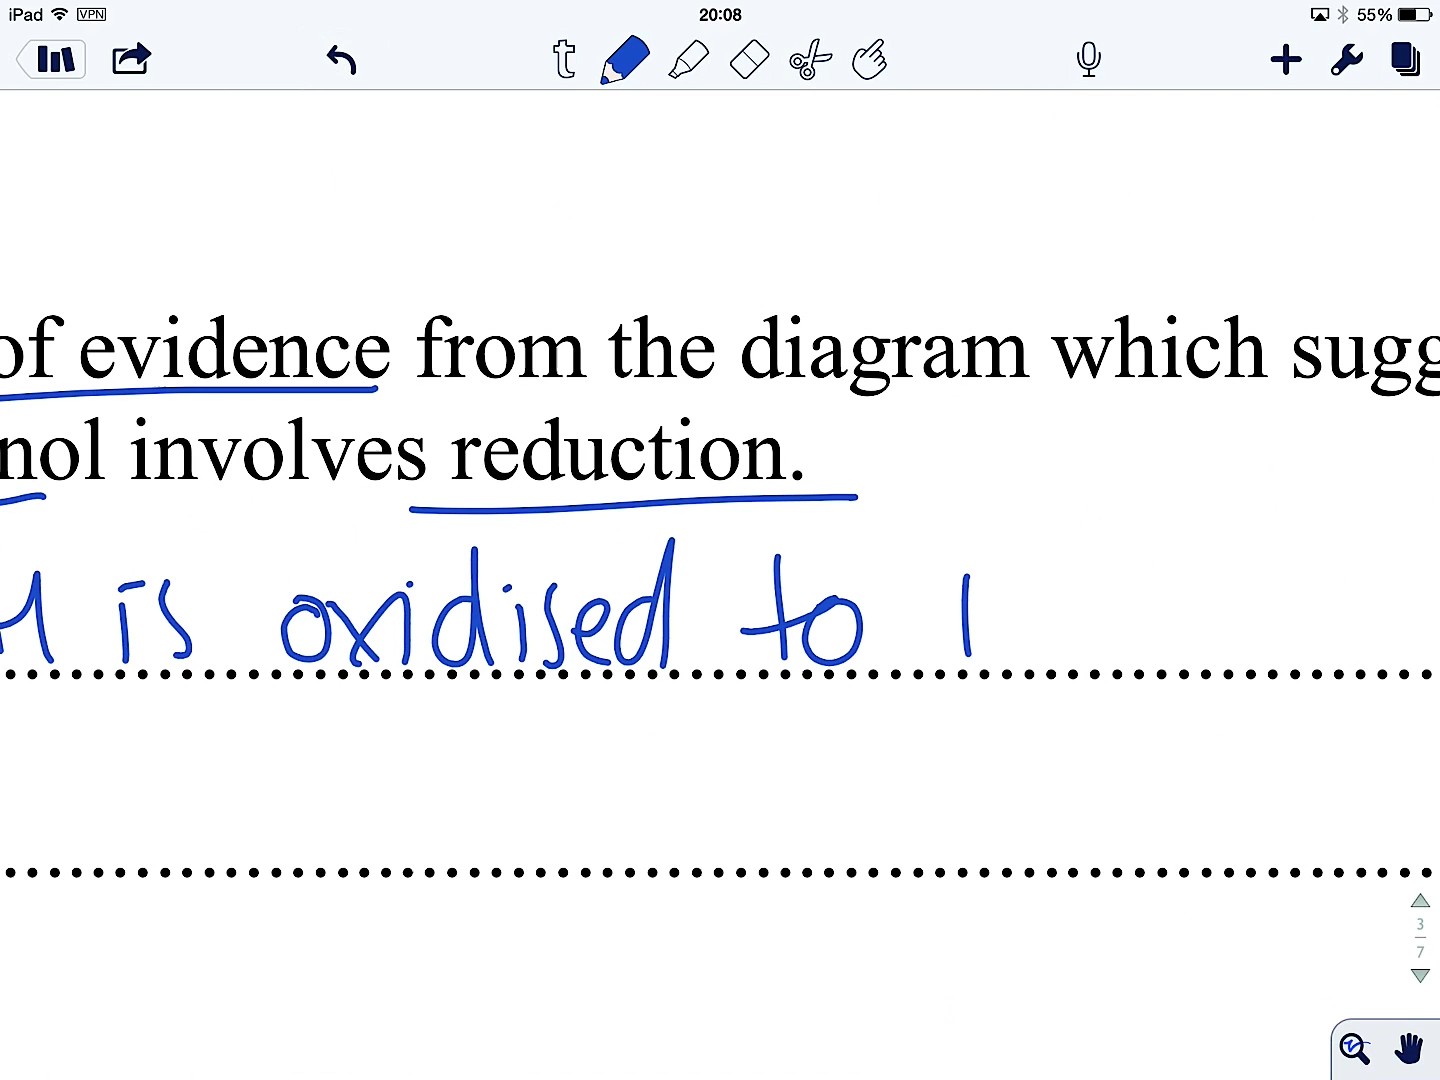 iPad VPN 20:08 55%
t
of evidence from the diagram which sugg
nol involves reduction.
H is oxidised to
3
7